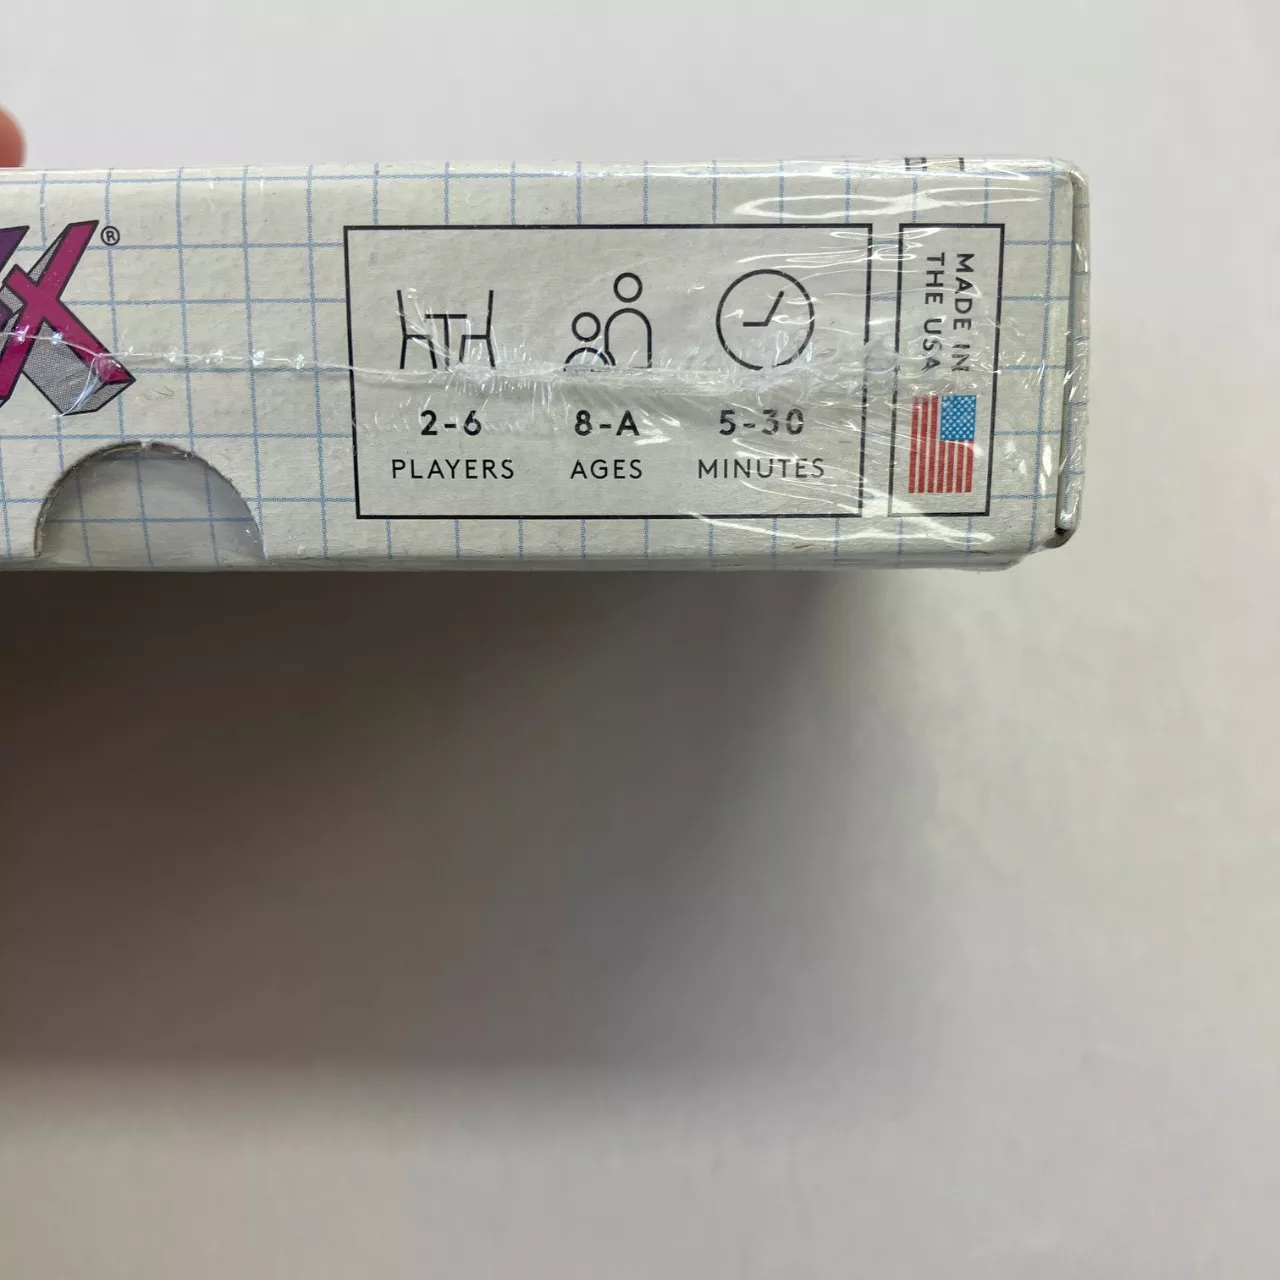 X®
2-6
PLAYERS
8-A
AGES
5-30
MINUTES
MADE IN
THE USA